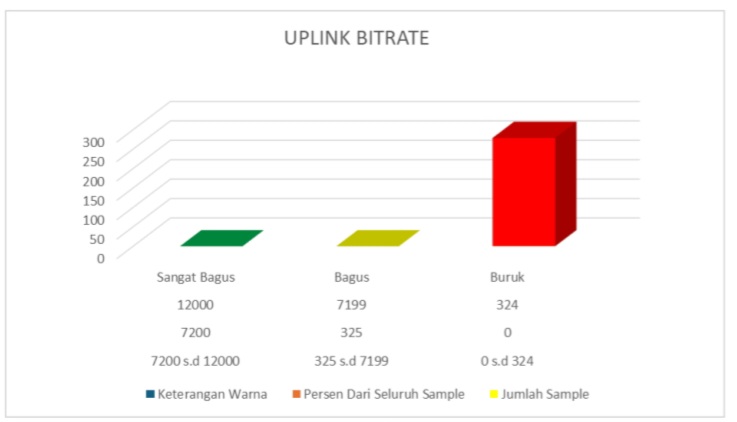 UPLINK BITRATE
300
250
200
150
100
50
0
Sangat Bagus Bagus Buruk
12000 7199 324
7200 325 0
7200 s.d 12000 325 s.d 7199 0 s.d 324
Keterangan Warna Persen Dari Seluruh Sample Jumlah Sample